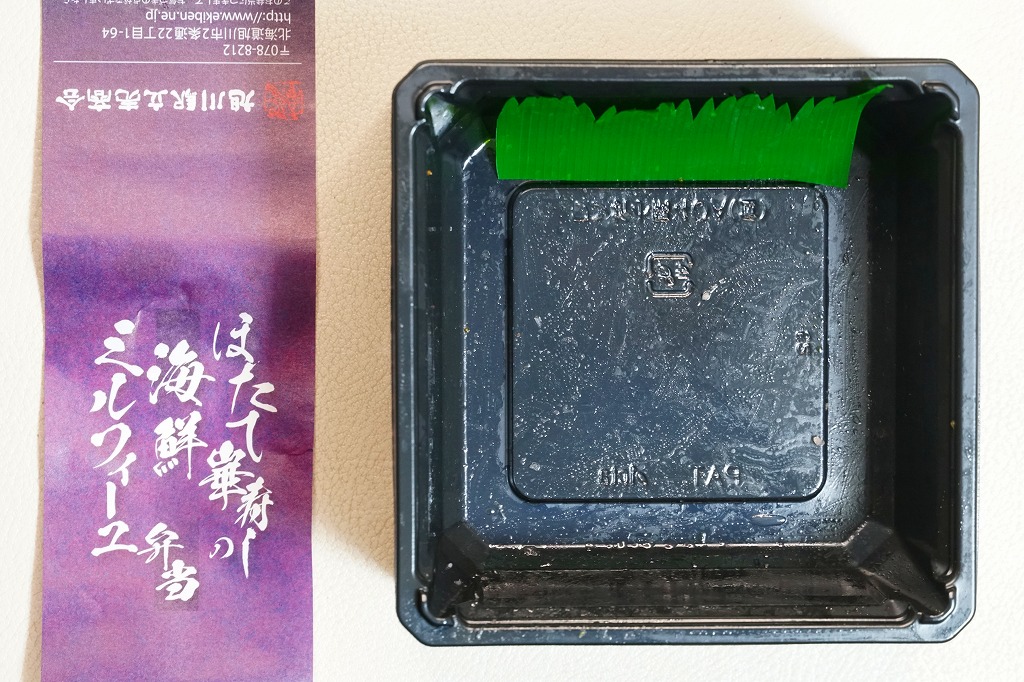 ほたて華寿しの
海鮮
ミルフィーユ
弁当
旭川駅立売商会
〒078-8212
北海道旭川市2条通22丁目1-64
http://www.ekiben.ne.jp